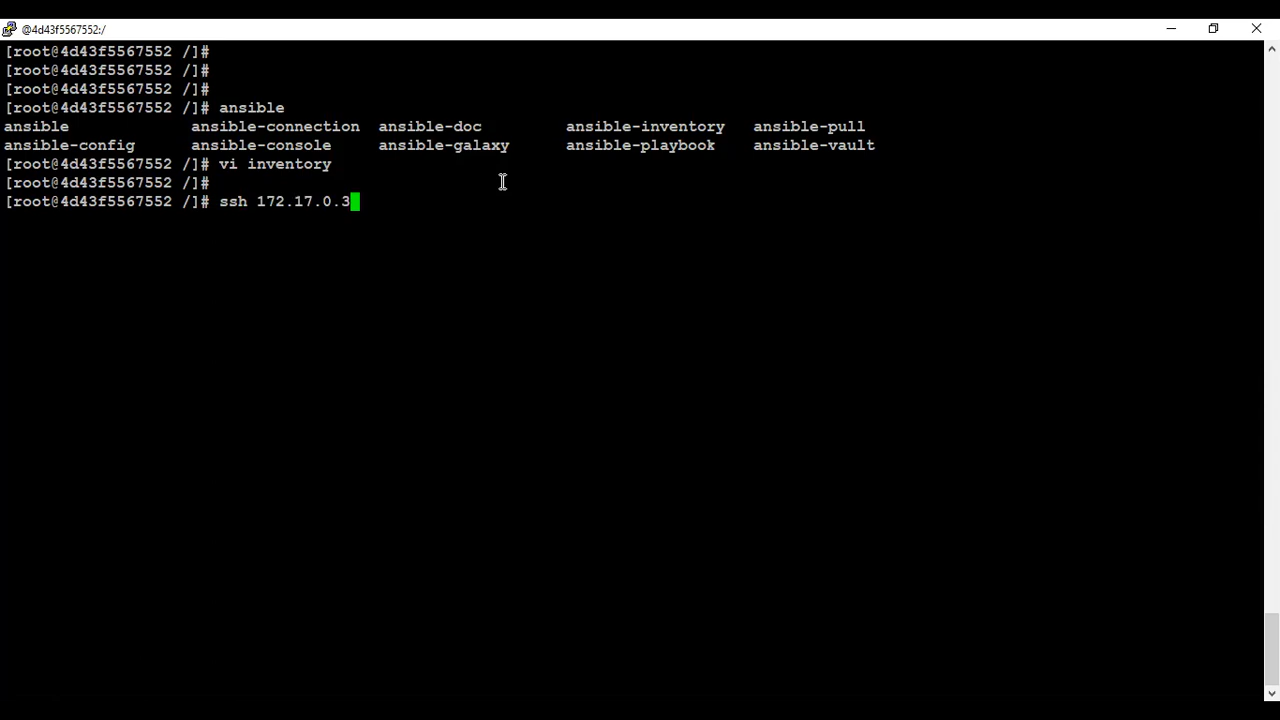 @4d43f5567552:/
[root@4d43f5567552 /]#
[root@4d43f5567552 /]#
[root@4d43f5567552 /]#
[root@4d43f5567552 /]# ansible
ansible ansible-connection ansible-doc ansible-inventory ansible-pull
ansible-config ansible-console ansible-galaxy ansible-playbook ansible-vault
[root@4d43f5567552 /]# vi inventory
[root@4d43f5567552 /]#
[root@4d43f5567552 /]# ssh 172.17.0.3